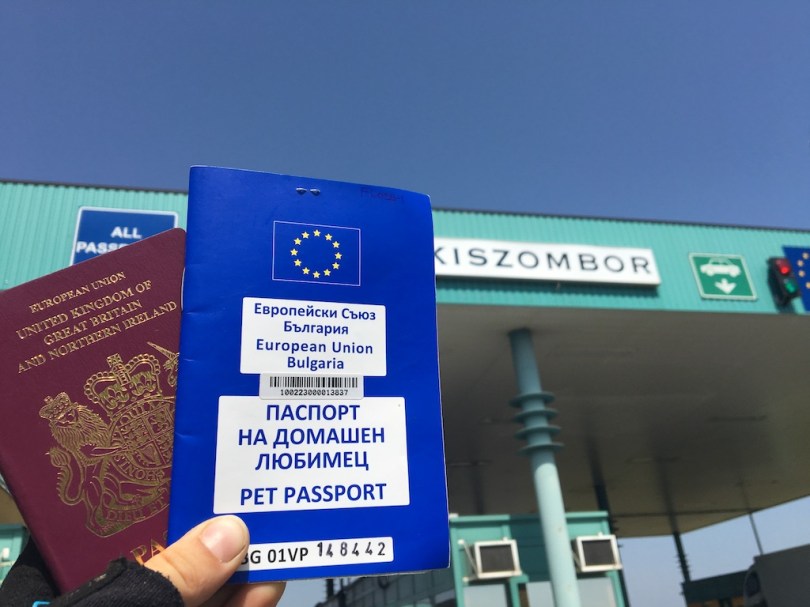 ALL
KISZOMBOR
EUROPEAN UNION
UNITED KINGDOM OF
GREAT BRITAIN
AND NORTHERN IRELAND
Европейски Съюз
България
European Union
Bulgaria
100223000013837
ПАСПОРТ
НА ДОМАШЕН
ЛЮБИМЕЦ
PET PASSPORT
BG 01VP 148442